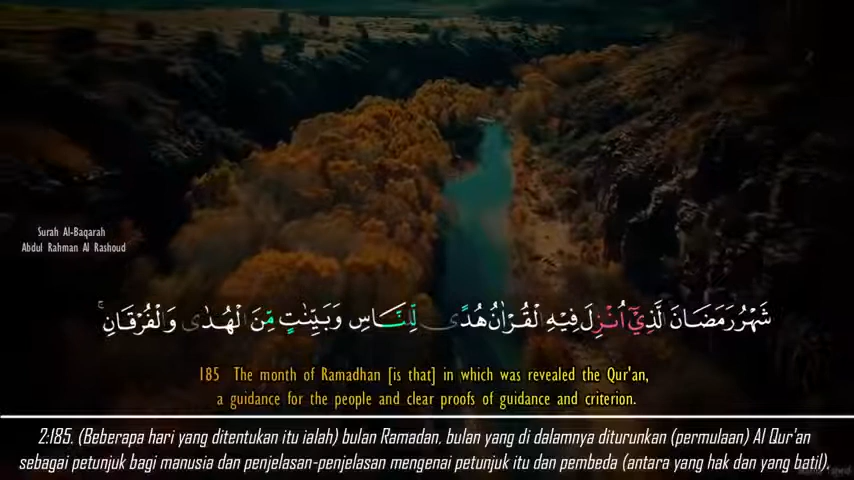 Surah Al-Baqarah
Abdul Rahman Al Rashoud
شَهْرُ رَمَضَانَ الَّذِيْٓ اُنْزِلَ فِيْهِ الْقُرْاٰنُ هُدًى لِّلنَّاسِ وَبَيِّنٰتٍ مِّنَ الْهُدٰى وَالْفُرْقَانِۚ
185 The month of Ramadhan [is that] in which was revealed the Qur'an,
a guidance for the people and clear proofs of guidance and criterion.
2:185. (Beberapa hari yang ditentukan itu ialah) bulan Ramadan, bulan yang di dalamnya diturunkan (permulaan) Al Qur'an
sebagai petunjuk bagi manusia dan penjelasan-penjelasan mengenai petunjuk itu dan pembeda (antara yang hak dan yang batil).